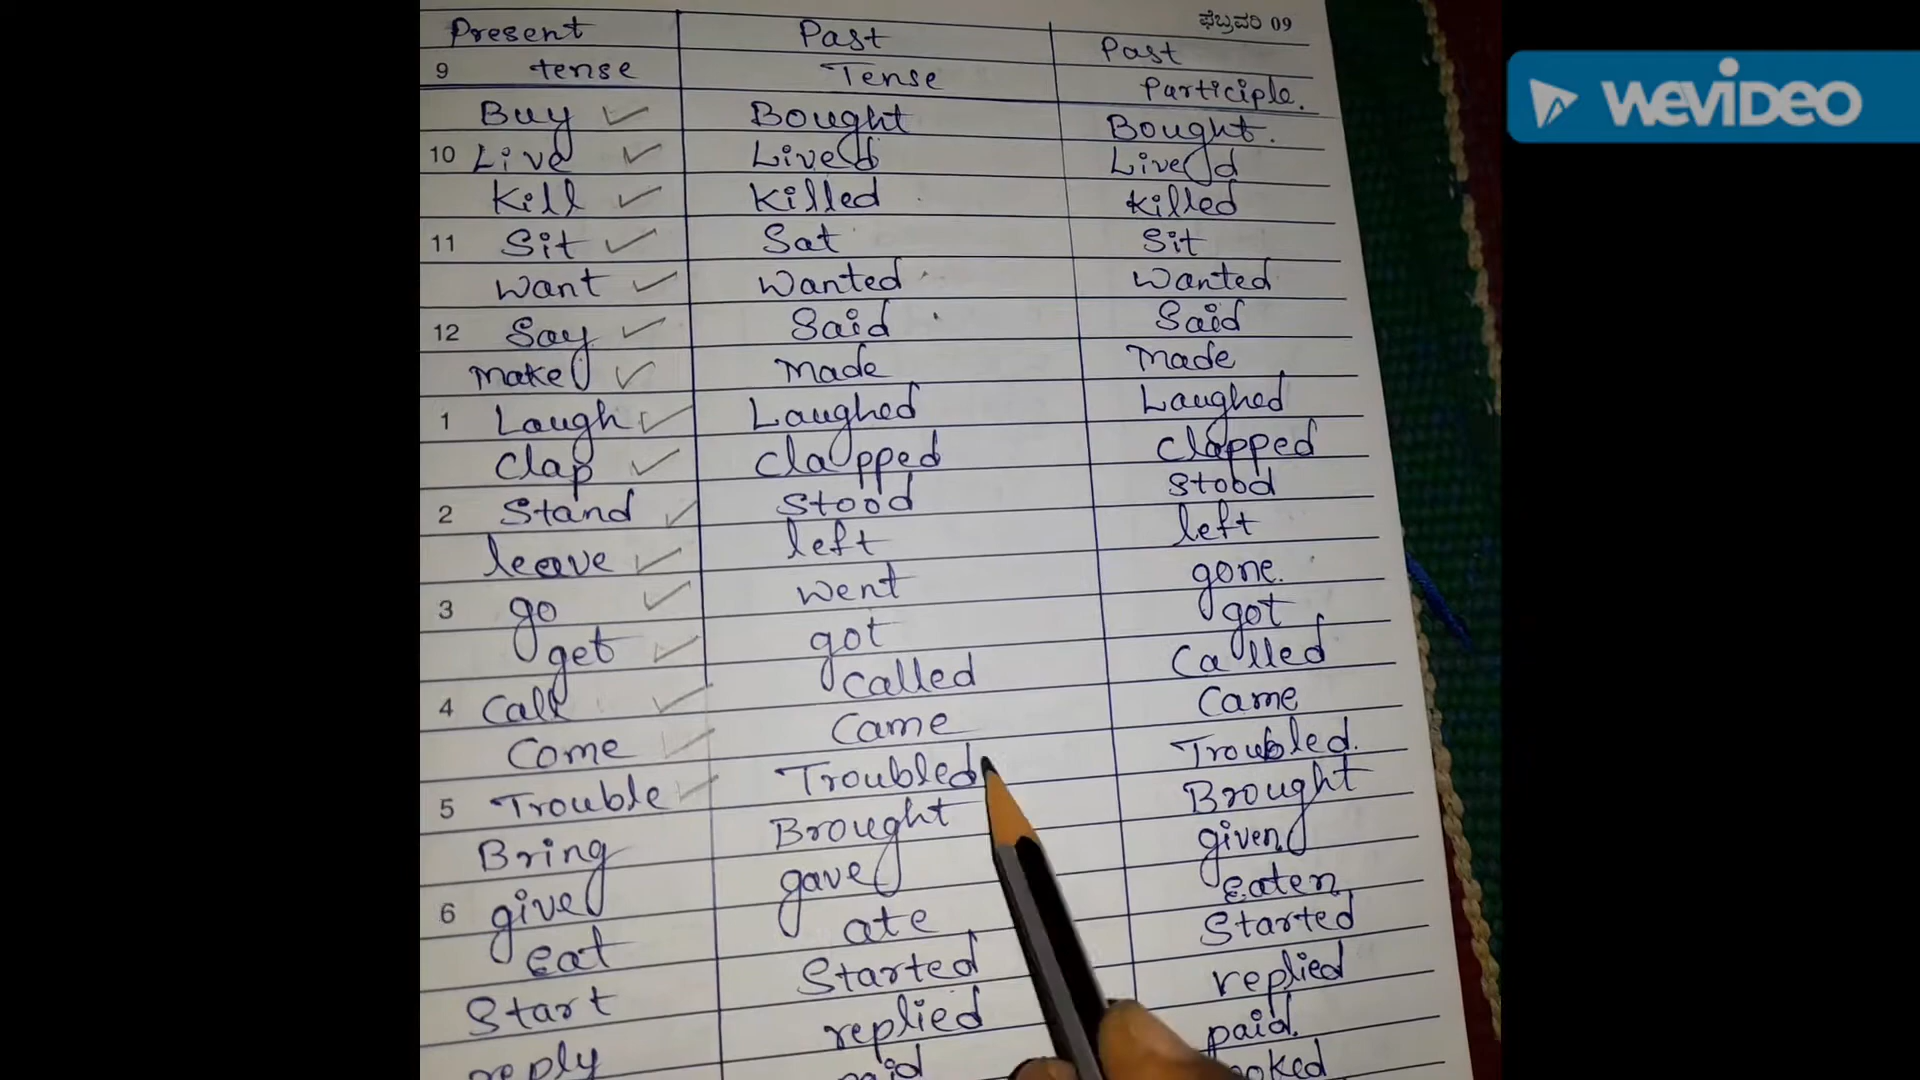 ಫೆಬ್ರವರಿ 09
Present Past Past
9 tense Tense Participle.
Buy Bought Bought.
10 Live Lived Lived
Kill Killed Killed
11 Sit Sat Sit
Want Wanted Wanted
12 Say Said Said
Make Made Made
1 Laugh Laughed Laughed
Clap Clapped Clapped
2 Stand Stood Stood
leave left left
3 go went gone.
get got got
4 Call Called Called
Come Came Came
5 Trouble Troubled Troubled.
Bring Brought Brought
6 give gave given
eat ate eaten
Start Started Started
reply replied replied
paid.
WEVIDEO